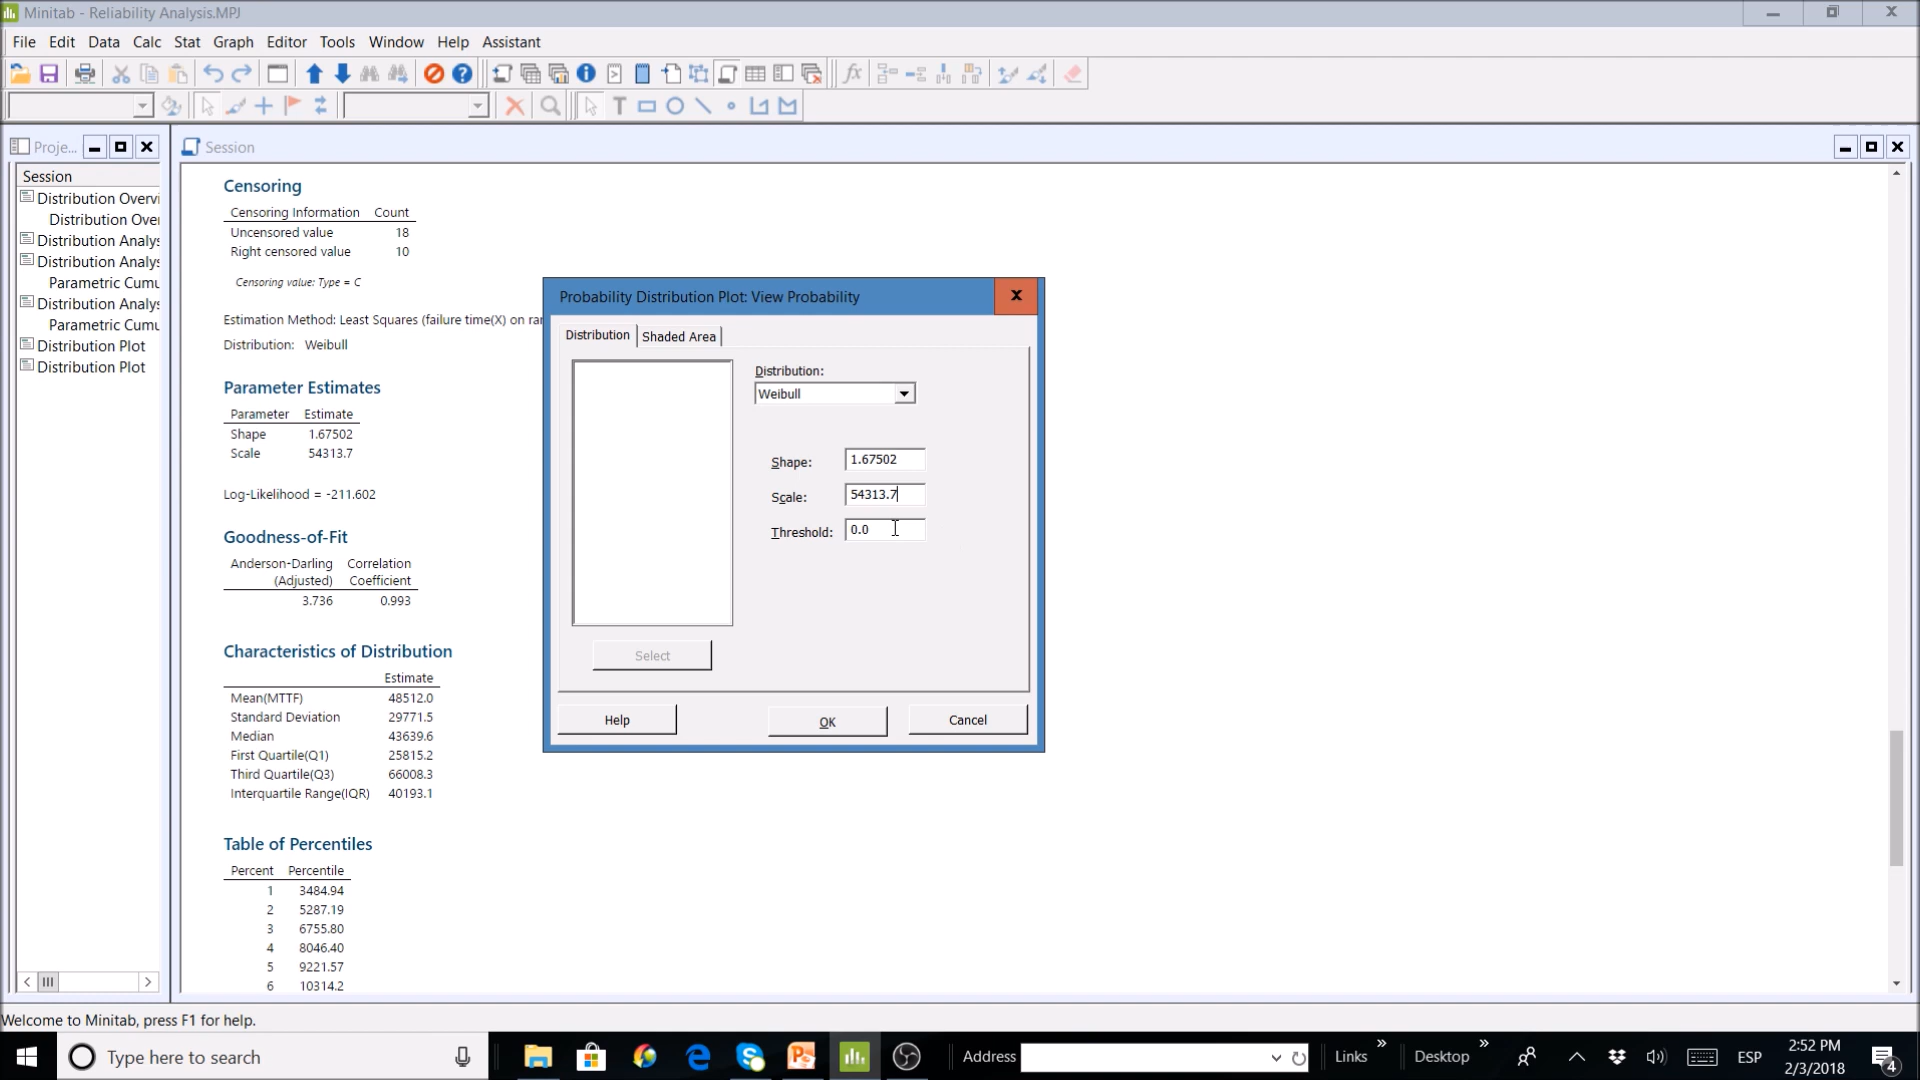 Minitab - Reliability Analysis.MPJ
File Edit Data Calc Stat Graph Editor Tools Window Help Assistant
Proje...
Session
Session
Distribution Overvi
Distribution Over
Distribution Analys
Distribution Analys
Parametric Cumu
Distribution Analys
Parametric Cumu
Distribution Plot
Distribution Plot
Censoring
Censoring Information Count
Uncensored value 18
Right censored value 10
Censoring value: Type = C
Estimation Method: Least Squares (failure time(X) on ran
Distribution: Weibull
Parameter Estimates
Parameter Estimate
Shape 1.67502
Scale 54313.7
Log-Likelihood = -211.602
Goodness-of-Fit
Anderson-Darling Correlation
(Adjusted) Coefficient
3.736 0.993
Characteristics of Distribution
Estimate
Mean(MTTF) 48512.0
Standard Deviation 29771.5
Median 43639.6
First Quartile(Q1) 25815.2
Third Quartile(Q3) 66008.3
Interquartile Range(IQR) 40193.1
Table of Percentiles
Percent Percentile
1 3484.94
2 5287.19
3 6755.80
4 8046.40
5 9221.57
6 10314.2
Probability Distribution Plot: View Probability
Distribution Shaded Area
Distribution:
Weibull
Shape: 1.67502
Scale: 54313.7
Threshold: 0.0
Select
Help OK Cancel
Welcome to Minitab, press F1 for help.
Type here to search
Address
Links
Desktop
ESP
2:52 PM
2/3/2018
4